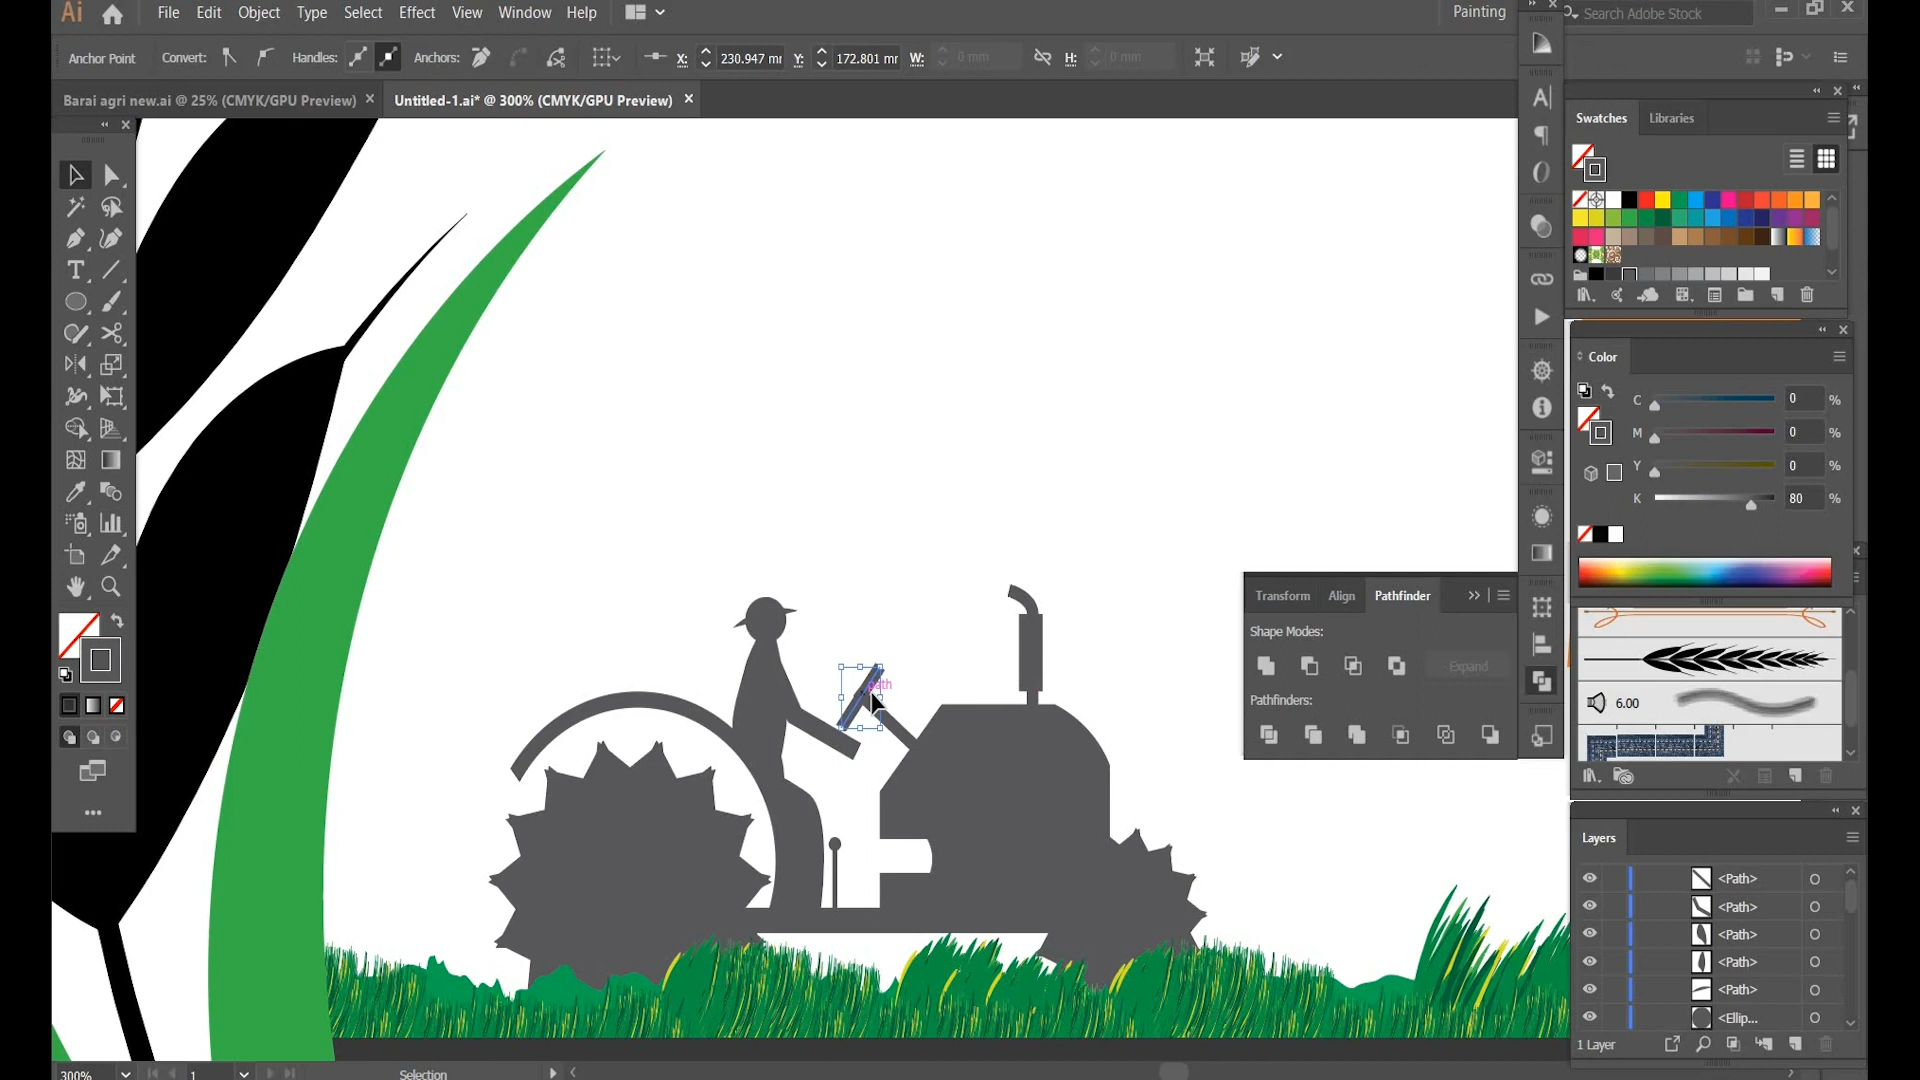 Ai File Edit Object Type Select Effect View Window Help Painting Search Adobe Stock
Anchor Point Convert: Handles: Anchors: X: 230.947 mr Y: 172.801 mr W: 0 mm H: 0 mm
Barai agri new.ai @ 25% (CMYK/GPU Preview) Untitled-1.ai* @ 300% (CMYK/GPU Preview)
Swatches Libraries
Color
C 0 %
M 0 %
Y 0 %
K 80 %
path
Transform Align Pathfinder
Shape Modes:
Expand
Pathfinders:
6.00
Layers
<Path>
<Path>
<Path>
<Path>
<Path>
<Ellip...
1 Layer
300% 1 Selection